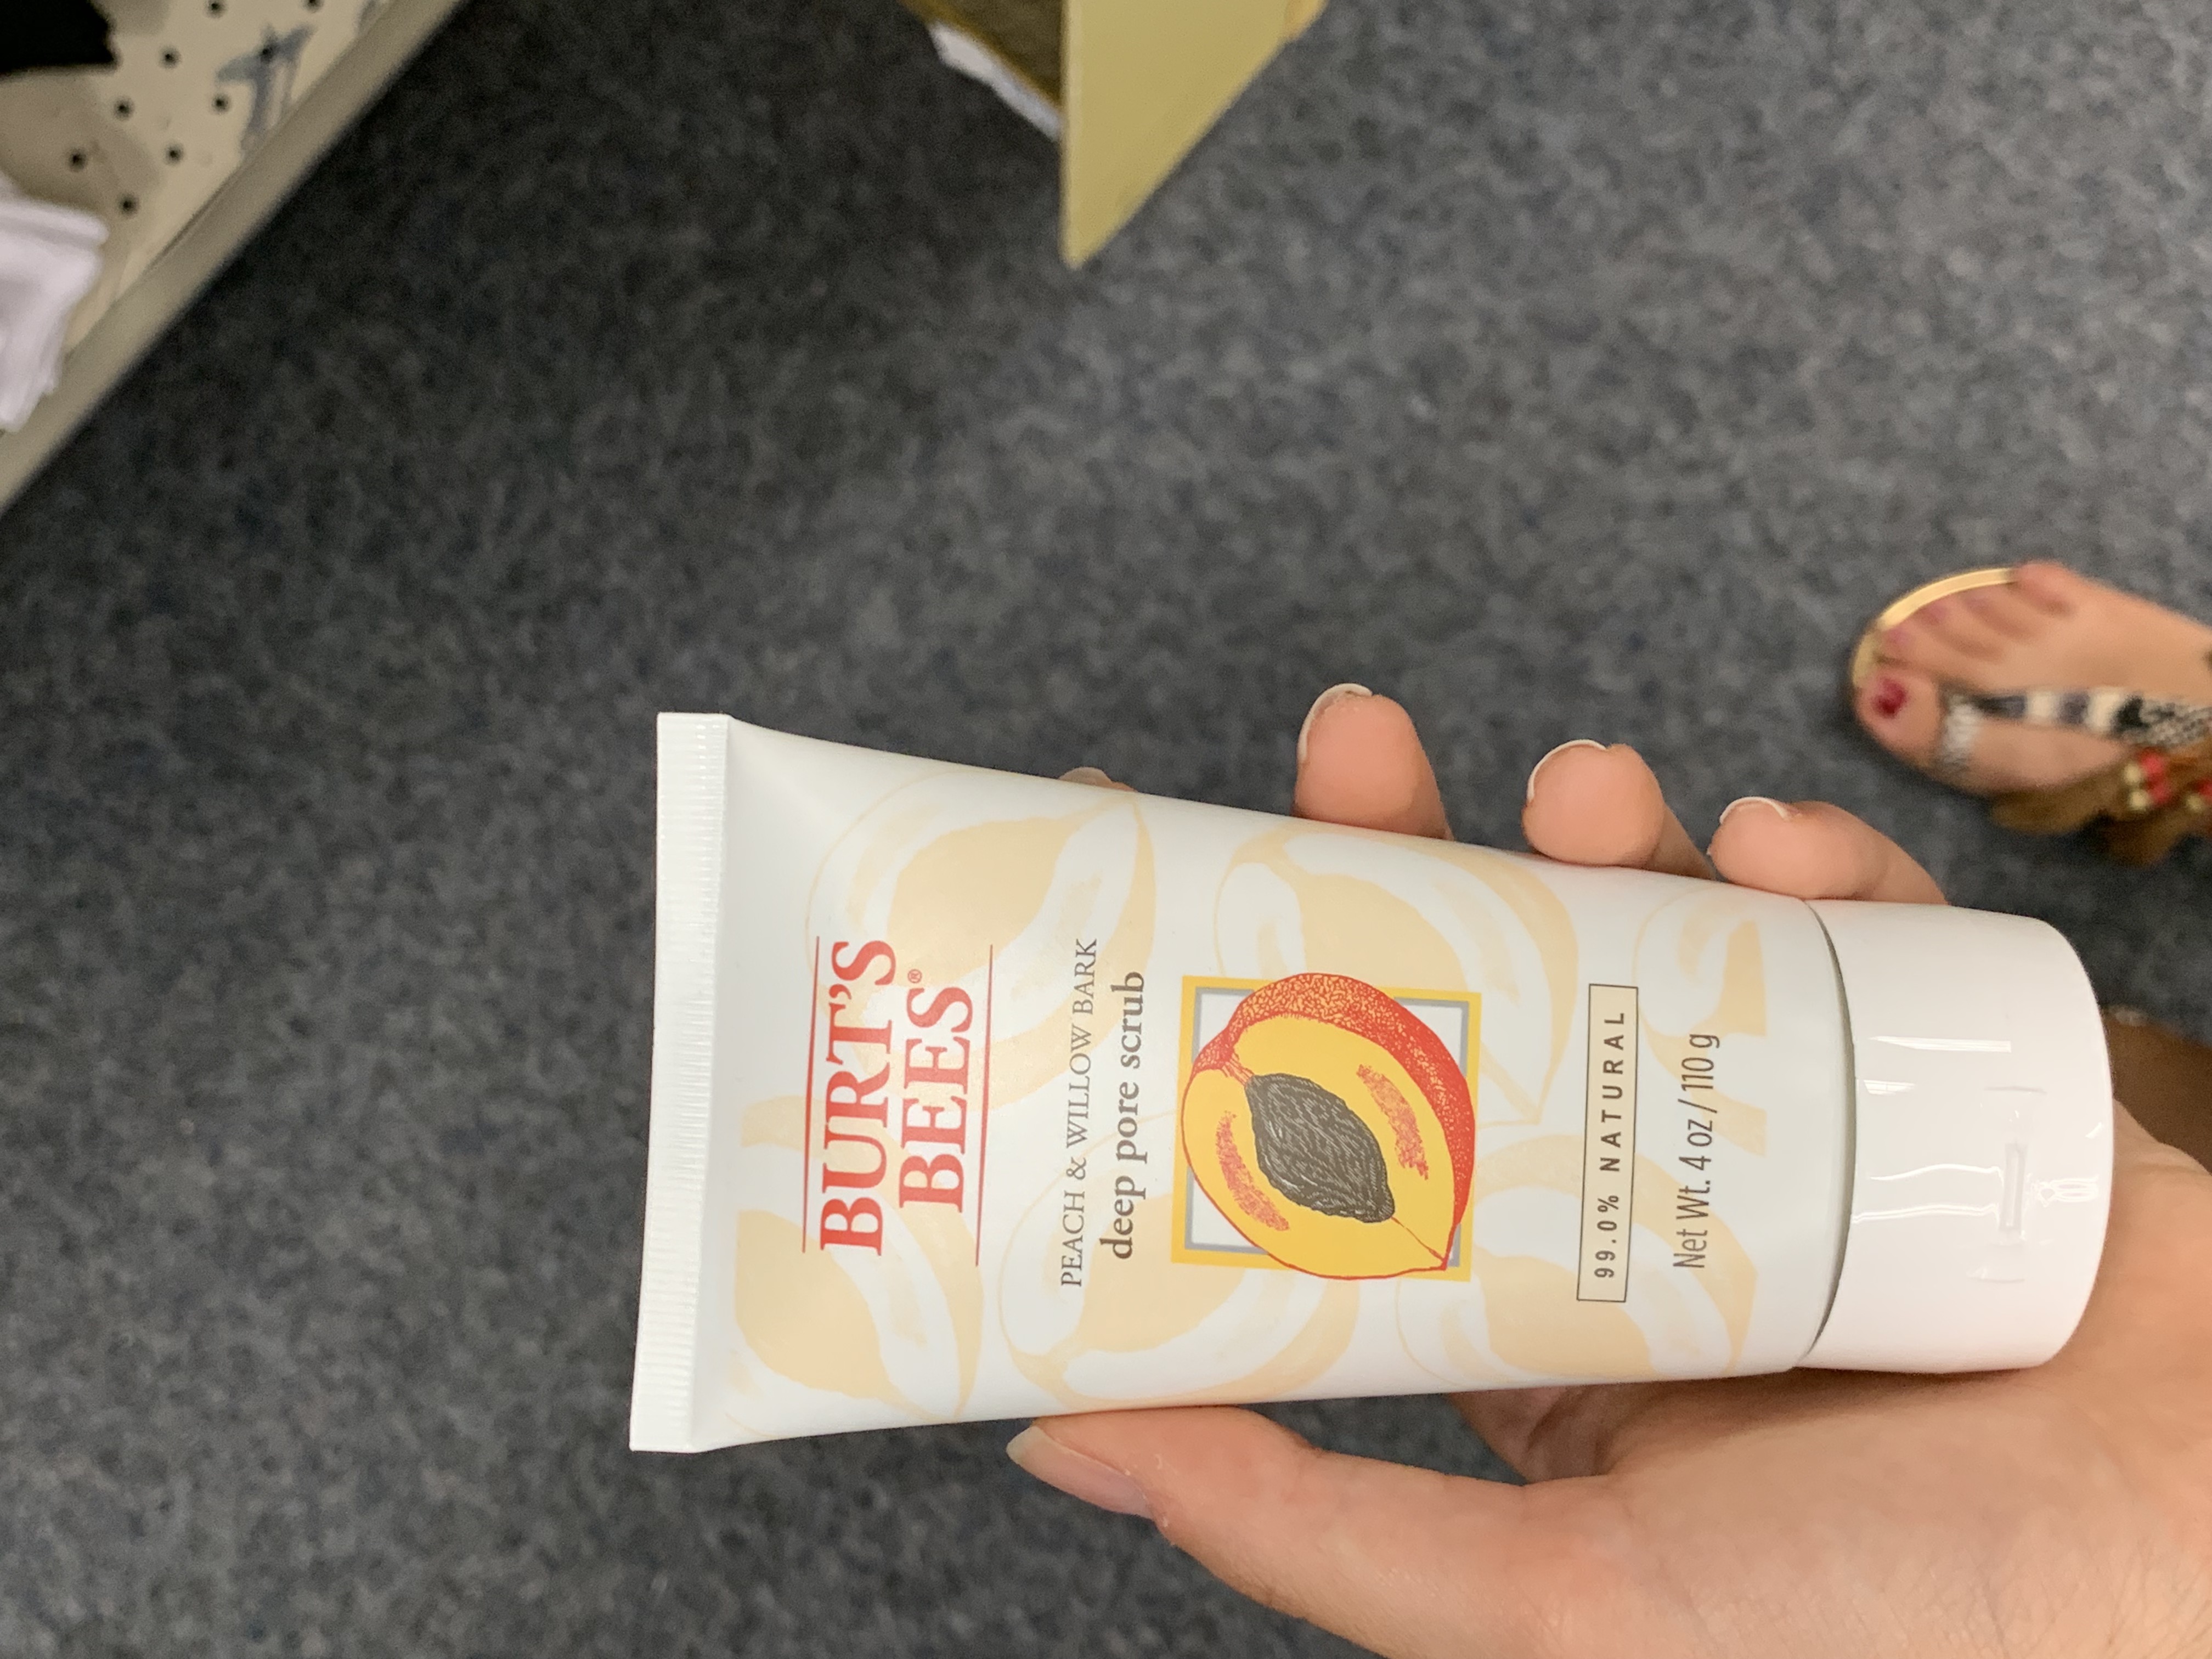 BURT'S
BEES®
PEACH & WILLOW BARK
deep pore scrub
99.0% NATURAL
Net Wt. 4 oz / 110 g